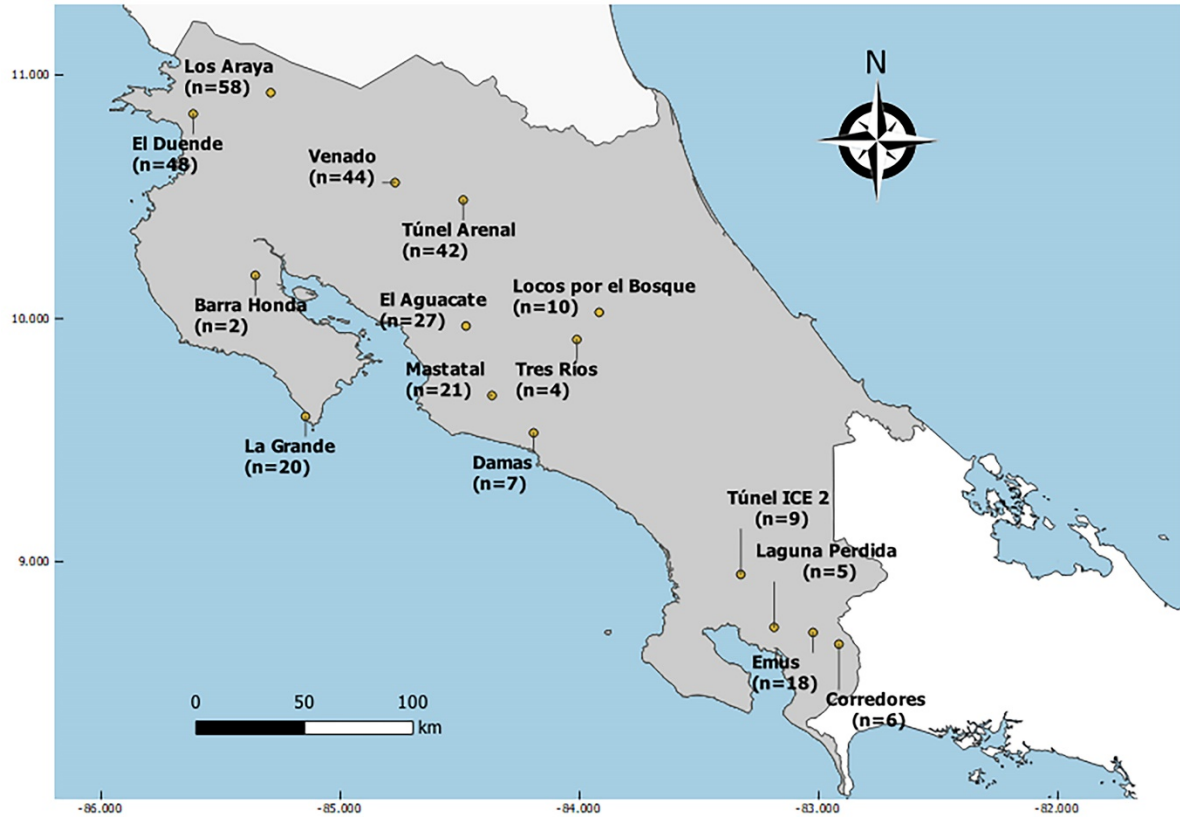 N
11.000
Los Araya
(n=58)
El Duende
(n=48)
Venado
(n=44)
Túnel Arenal
(n=42)
Locos por el Bosque
(n=10)
El Aguacate
(n=27)
Barra Honda
(n=2)
10.000
Mastatal
(n=21)
Tres Ríos
(n=4)
La Grande
(n=20)
Damas
(n=7)
Túnel ICE 2
(n=9)
Laguna Perdida
(n=5)
9.000
Emus
(n=18)
Corredores
(n=6)
0 50 100
km
-86.000 -85.000 -84.000 -83.000 -82.000